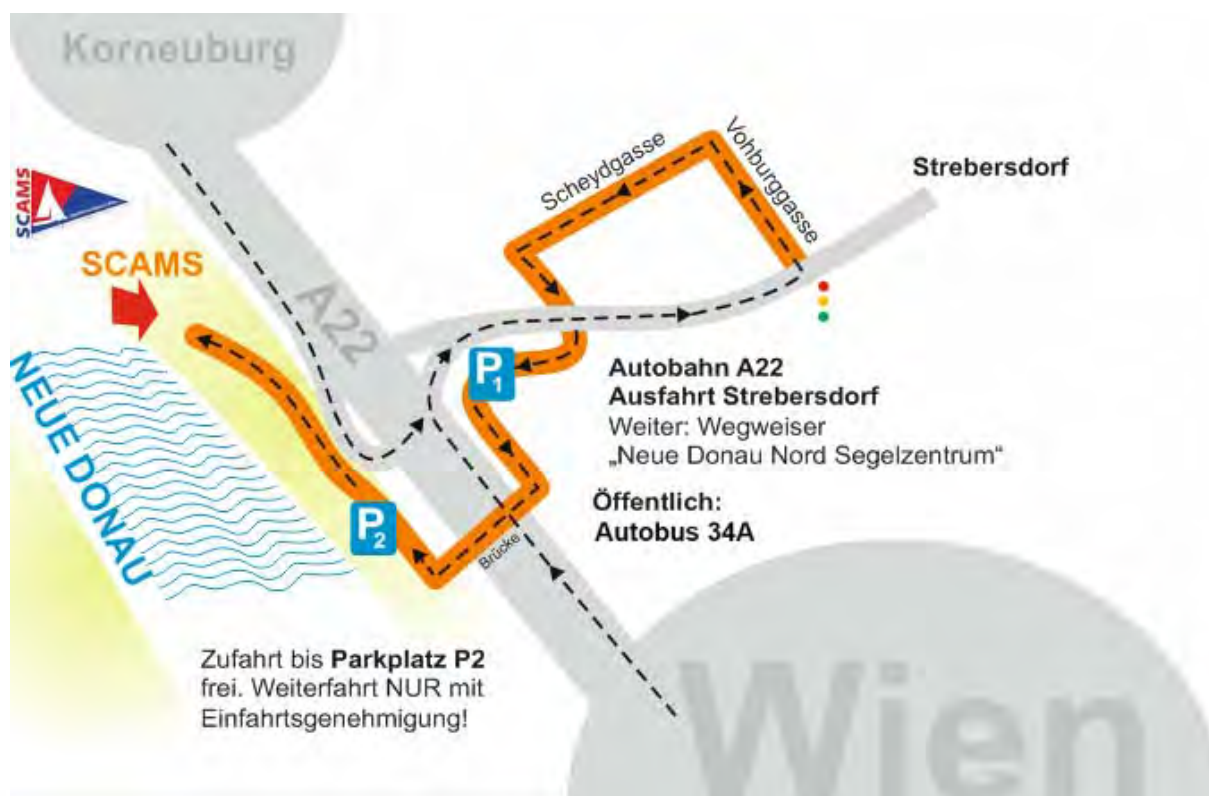 Korneuburg
SCAMS
SCAMS
NEUE DONAU
A22
Scheydgasse
Vohburggasse
Strebersdorf
P1
Autobahn A22
Ausfahrt Strebersdorf
Weiter: Wegweiser
„Neue Donau Nord Segelzentrum“
Öffentlich:
Autobus 34A
P2
Brücke
Zufahrt bis Parkplatz P2
frei. Weiterfahrt NUR mit
Einfahrtsgenehmigung!
Wien